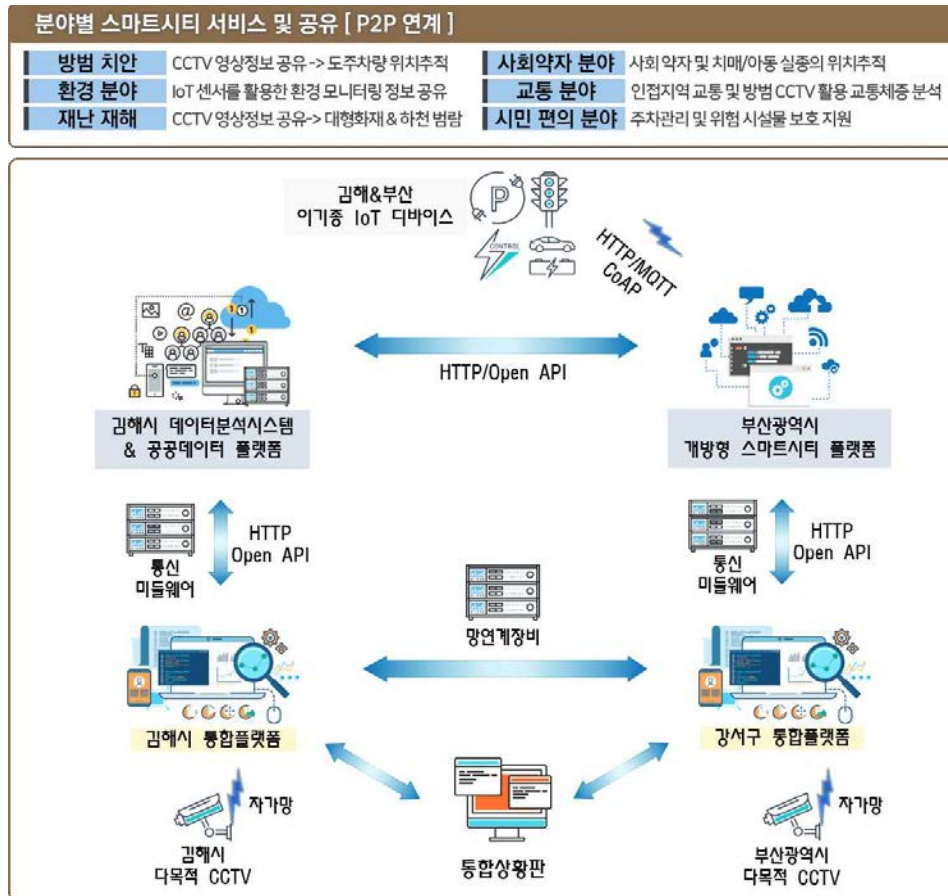 분야별 스마트시티 서비스 및 공유 [ P2P 연계 ]
방범 치안 CCTV 영상정보 공유 -> 도주차량 위치추적
환경 분야 IoT 센서를 활용한 환경 모니터링 정보 공유
재난 재해 CCTV 영상정보 공유-> 대형화재 & 하천 범람
사회약자 분야 사회 약자 및 치매/아동 실종의 위치추적
교통 분야 인접지역 교통 및 방범 CCTV 활용 교통체증 분석
시민 편의 분야 주차관리 및 위험 시설물 보호 지원
김해&부산
이기종 IoT 디바이스
P
CONTROL
HTTP/MQTT
CoAP
HTTP/Open API
김해시 데이터분석시스템
& 공공데이터 플랫폼
부산광역시
개방형 스마트시티 플랫폼
통신
미들웨어
HTTP
Open API
통신
미들웨어
HTTP
Open API
망연계장비
김해시 통합플랫폼
강서구 통합플랫폼
자가망
김해시
다목적 CCTV
통합상황판
자가망
부산광역시
다목적 CCTV